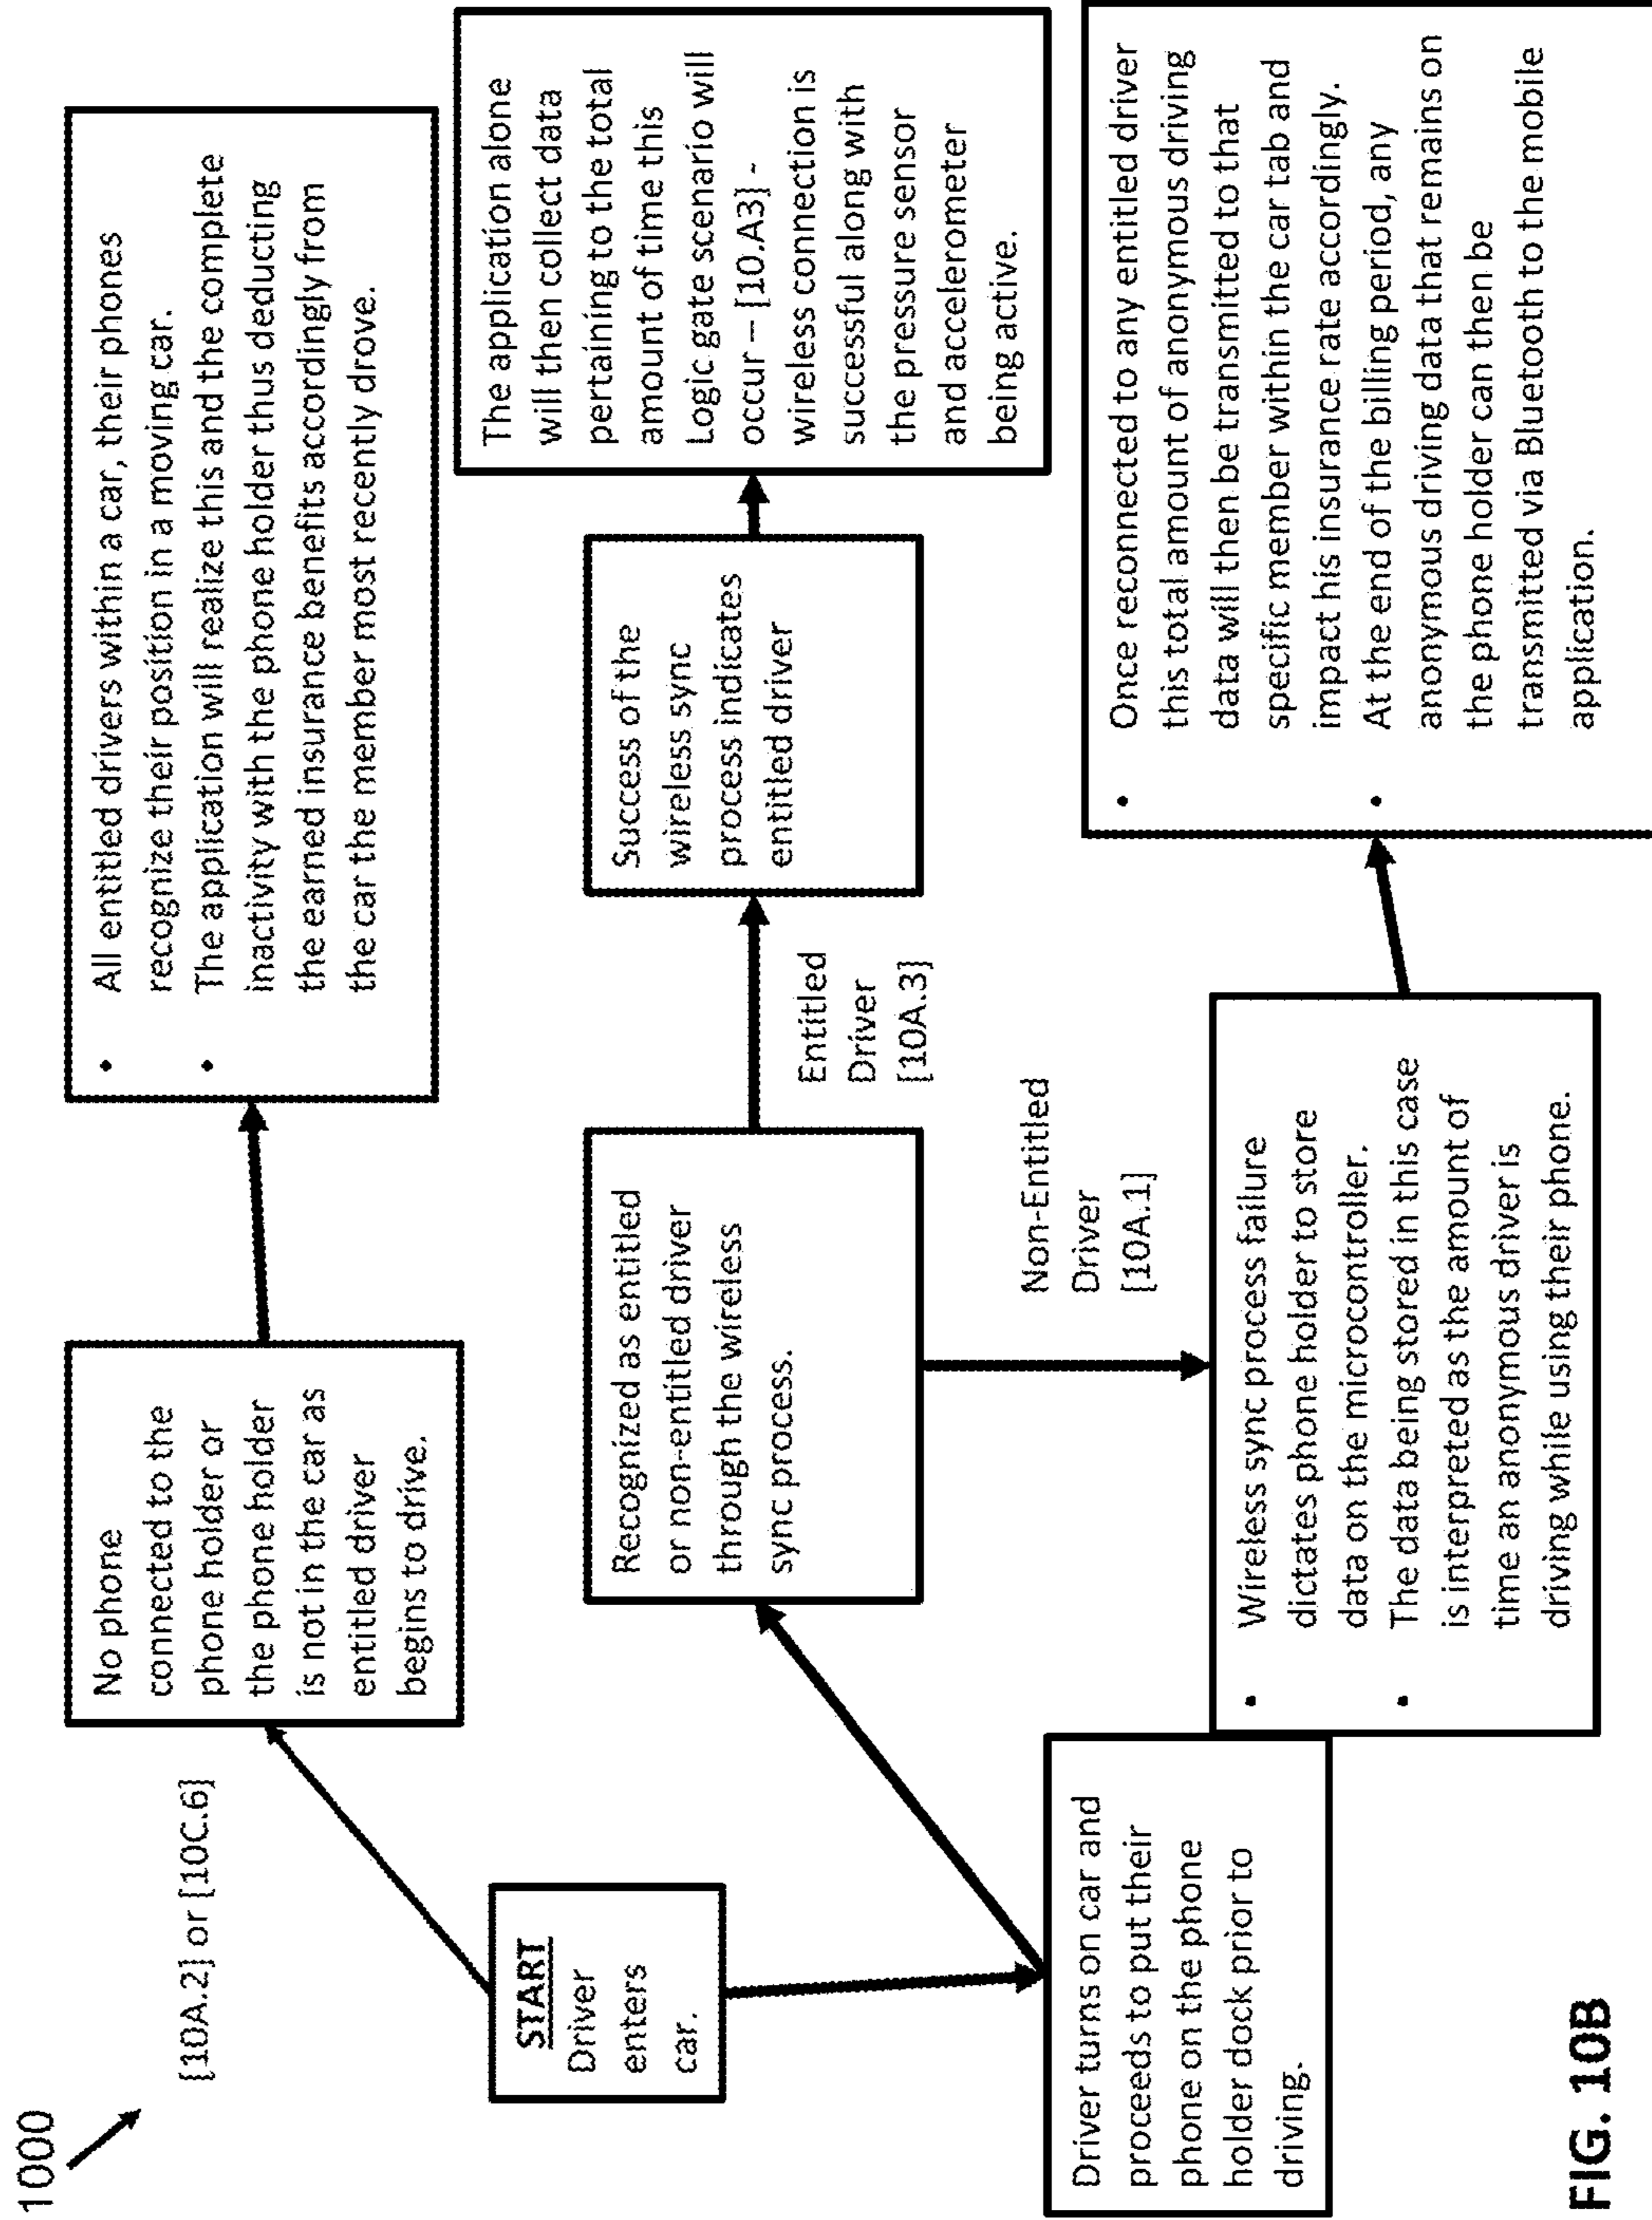 1000
[10A.2] or [10C.6]
START
Driver
enters
car.
No phone
connected to the
phone holder or
the phone holder
is not in the car as
entitled driver
begins to drive.
• All entitled drivers within a car, their phones
recognize their position in a moving car.
• The application will realize this and the complete
inactivity with the phone holder thus deducting
the earned insurance benefits accordingly from
the car the member most recently drove.
Driver turns on car and
proceeds to put their
phone on the phone
holder dock prior to
driving.
Recognized as entitled
or non-entitled driver
through the wireless
sync process.
Entitled
Driver
[10A.3]
Success of the
wireless sync
process indicates
entitled driver
The application alone
will then collect data
pertaining to the total
amount of time this
Logic gate scenario will
occur – [10.A3] -
wireless connection is
successful along with
the pressure sensor
and accelerometer
being active.
Non-Entitled
Driver
[10A.1]
• Wireless sync process failure
dictates phone holder to store
data on the microcontroller.
• The data being stored in this case
is interpreted as the amount of
time an anonymous driver is
driving while using their phone.
• Once reconnected to any entitled driver
this total amount of anonymous driving
data will then be transmitted to that
specific member within the car tab and
impact his insurance rate accordingly.
• At the end of the billing period, any
anonymous driving data that remains on
the phone holder can then be
transmitted via Bluetooth to the mobile
application.
FIG. 10B